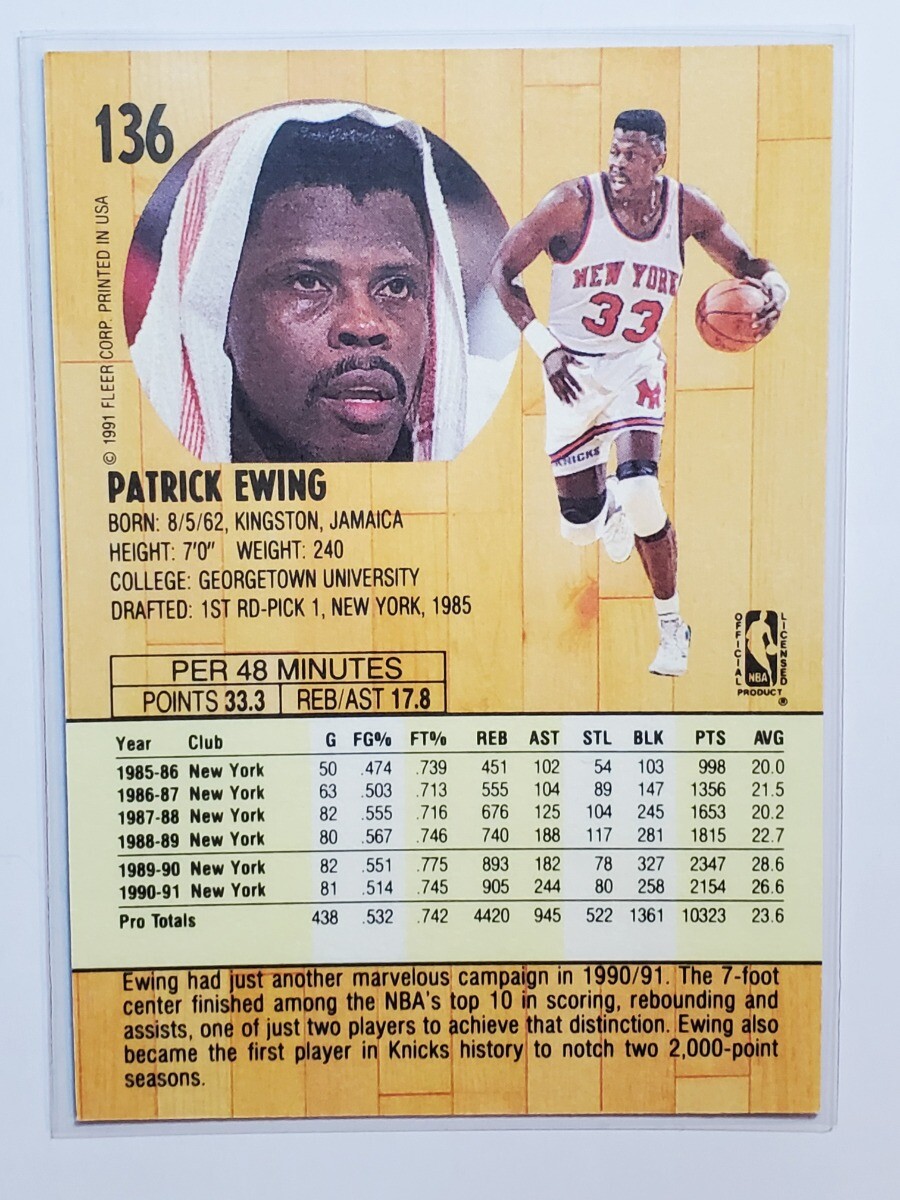 136
© 1991 FLEER CORP. PRINTED IN USA
NEW YORK
33
NY
KNICKS
PATRICK EWING
BORN: 8/5/62, KINGSTON, JAMAICA
HEIGHT: 7'0" WEIGHT: 240
COLLEGE: GEORGETOWN UNIVERSITY
DRAFTED: 1ST RD-PICK 1, NEW YORK, 1985
OFFICIAL LICENSED
NBA
PRODUCT ®
PER 48 MINUTES
POINTS 33.3 REB/AST 17.8
Year Club G FG% FT% REB AST STL BLK PTS AVG
1985-86 New York 50 .474 .739 451 102 54 103 998 20.0
1986-87 New York 63 .503 .713 555 104 89 147 1356 21.5
1987-88 New York 82 .555 .716 676 125 104 245 1653 20.2
1988-89 New York 80 .567 .746 740 188 117 281 1815 22.7
1989-90 New York 82 .551 .775 893 182 78 327 2347 28.6
1990-91 New York 81 .514 .745 905 244 80 258 2154 26.6
Pro Totals 438 .532 .742 4420 945 522 1361 10323 23.6
Ewing had just another marvelous campaign in 1990/91. The 7-foot
center finished among the NBA's top 10 in scoring, rebounding and
assists, one of just two players to achieve that distinction. Ewing also
became the first player in Knicks history to notch two 2,000-point
seasons.